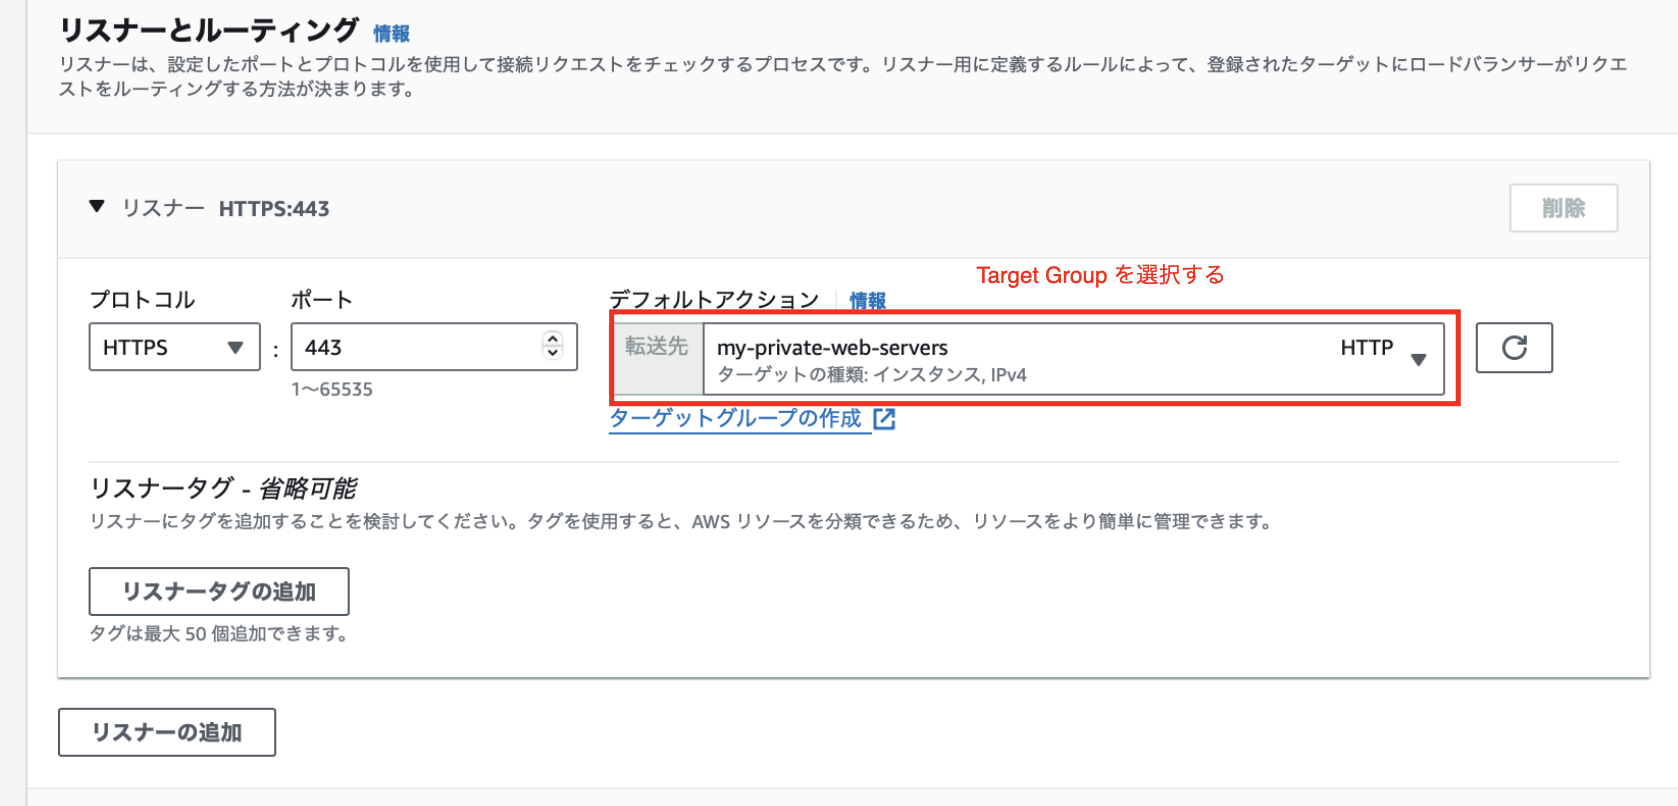 リスナーとルーティング 情報
リスナーは、設定したポートとプロトコルを使用して接続リクエストをチェックするプロセスです。リスナー用に定義するルールによって、登録されたターゲットにロードバランサーがリクエ
ストをルーティングする方法が決まります。
リスナー HTTPS:443
削除
Target Group を選択する
プロトコル
ポート
デフォルトアクション 情報
HTTPS
:
443
転送先
my-private-web-servers
HTTP
ターゲットの種類: インスタンス, IPv4
1〜65535
ターゲットグループの作成
リスナータグ - 省略可能
リスナーにタグを追加することを検討してください。タグを使用すると、AWS リソースを分類できるため、リソースをより簡単に管理できます。
リスナータグの追加
タグは最大 50 個追加できます。
リスナーの追加